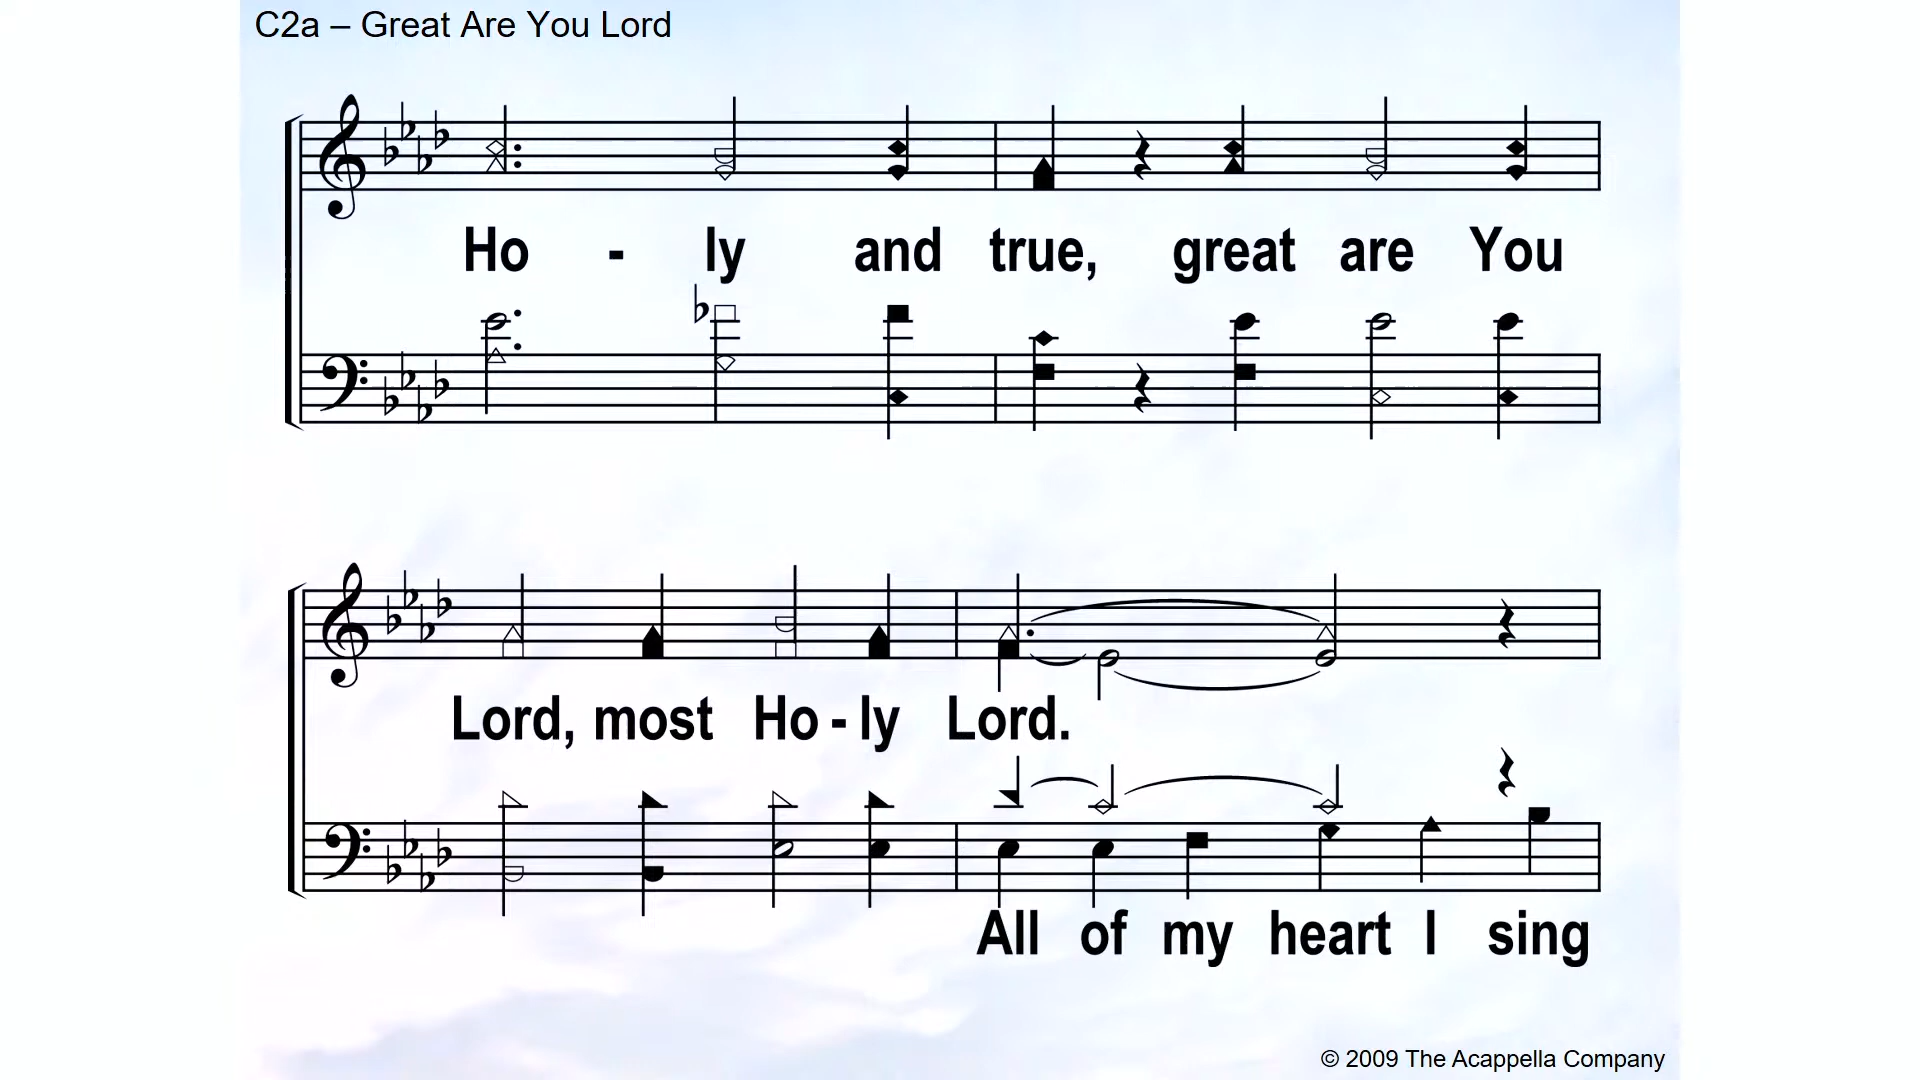 C2a – Great Are You Lord
Ho - ly and true, great are You
Lord, most Ho - ly Lord.
All of my heart I sing
© 2009 The Acappella Company